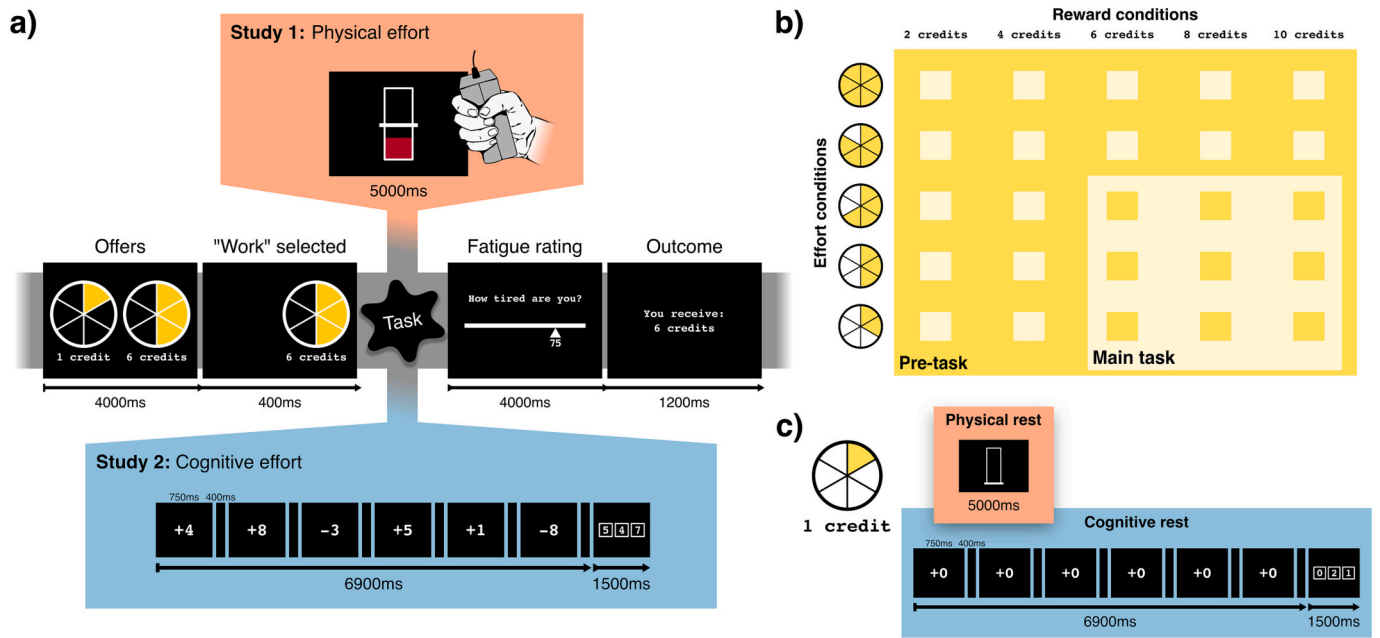 a)
Study 1: Physical effort
5000ms
Offers
"Work" selected
Fatigue rating
Outcome
1 credit
6 credits
6 credits
Task
How tired are you?
75
You receive:
6 credits
4000ms
400ms
4000ms
1200ms
Study 2: Cognitive effort
750ms 400ms
+4
+8
-3
+5
+1
-8
5 4 7
6900ms
1500ms
b)
Reward conditions
2 credits
4 credits
6 credits
8 credits
10 credits
Effort conditions
Pre-task
Main task
c)
1 credit
Physical rest
5000ms
Cognitive rest
750ms 400ms
+0
+0
+0
+0
+0
+0
0 2 1
6900ms
1500ms